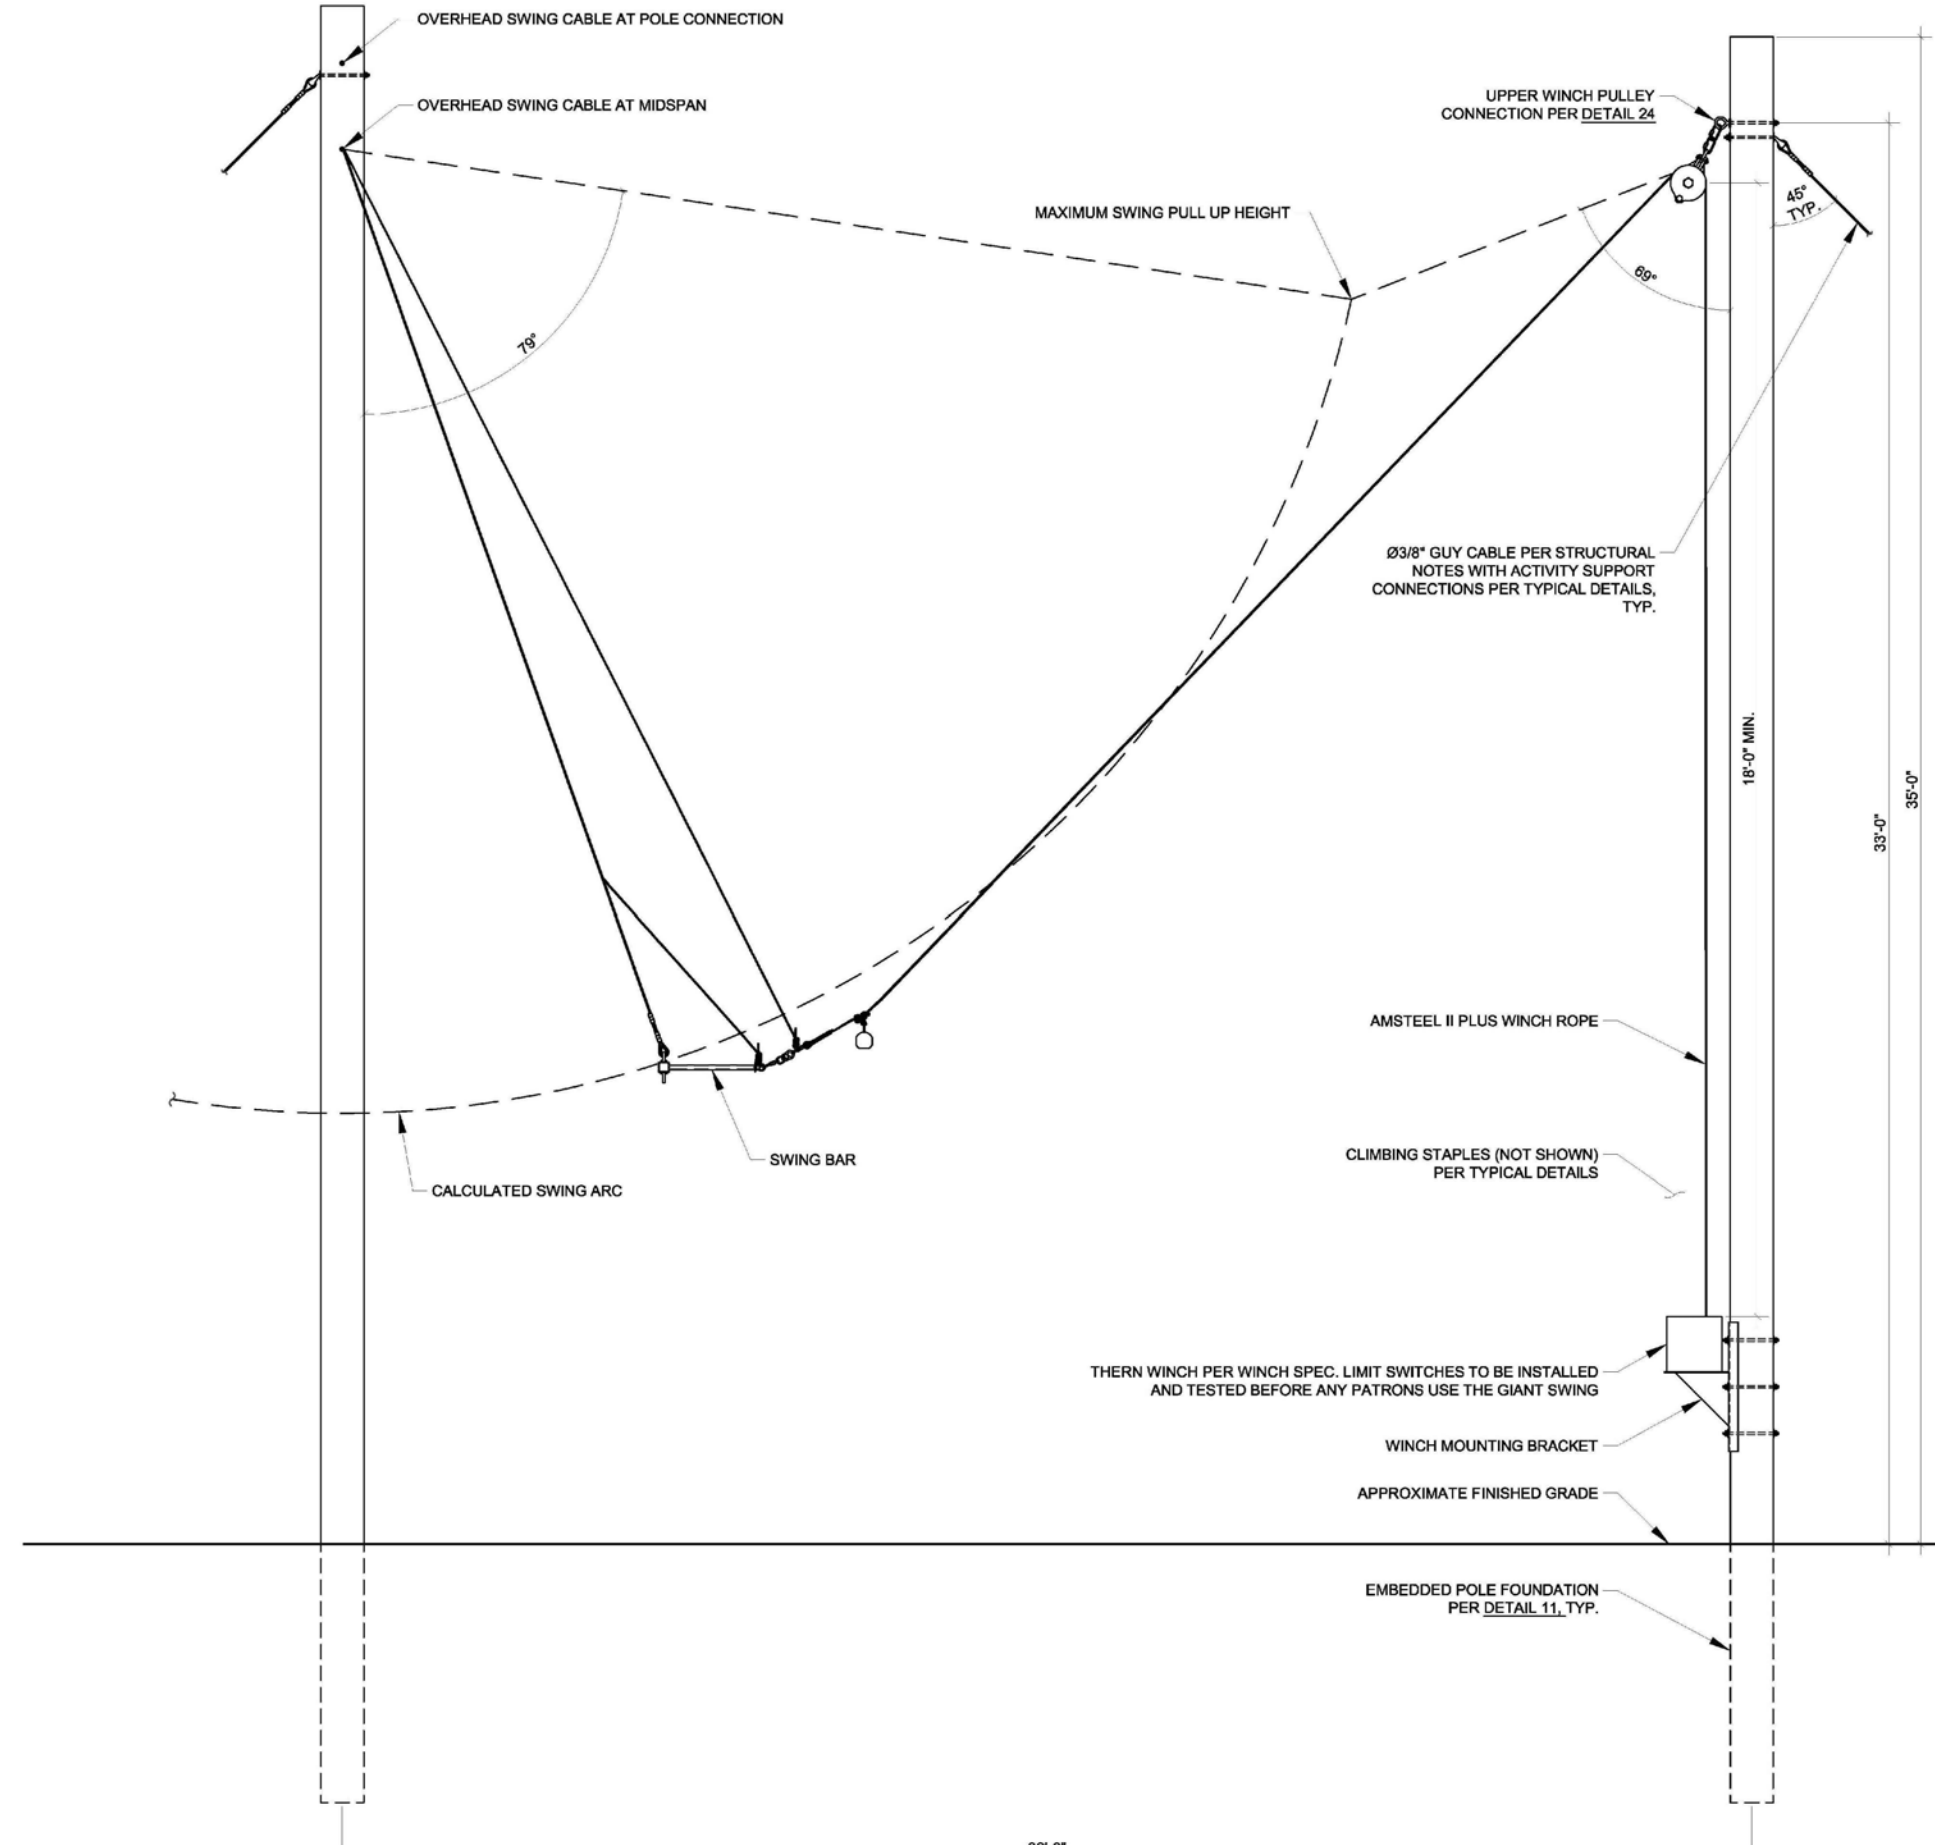 OVERHEAD SWING CABLE AT POLE CONNECTION
OVERHEAD SWING CABLE AT MIDSPAN
UPPER WINCH PULLEY
CONNECTION PER DETAIL 24
MAXIMUM SWING PULL UP HEIGHT
45°
TYP.
69°
79°
Ø3/8" GUY CABLE PER STRUCTURAL
NOTES WITH ACTIVITY SUPPORT
CONNECTIONS PER TYPICAL DETAILS,
TYP.
18'-0" MIN.
33'-0"
35'-0"
AMSTEEL II PLUS WINCH ROPE
SWING BAR
CLIMBING STAPLES (NOT SHOWN)
PER TYPICAL DETAILS
CALCULATED SWING ARC
THERN WINCH PER WINCH SPEC. LIMIT SWITCHES TO BE INSTALLED
AND TESTED BEFORE ANY PATRONS USE THE GIANT SWING
WINCH MOUNTING BRACKET
APPROXIMATE FINISHED GRADE
EMBEDDED POLE FOUNDATION
PER DETAIL 11, TYP.